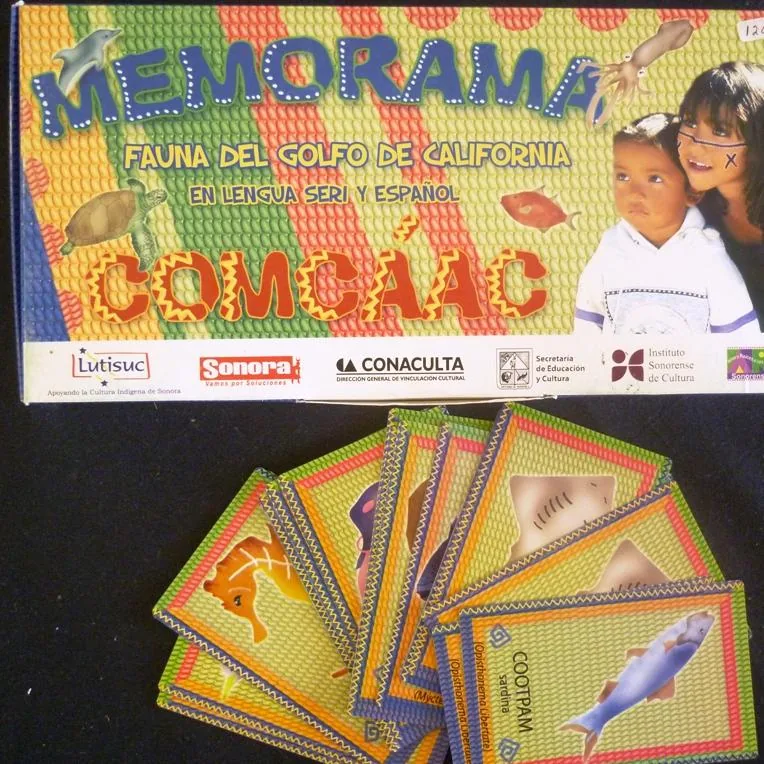 MEMORAMA
FAUNA DEL GOLFO DE CALIFORNIA
EN LENGUA SERI Y ESPAÑOL
COMCÁAC
Lutisuc
Apoyando la Cultura Indígena de Sonora
Sonora
Vamos por Soluciones
CONACULTA
DIRECCIÓN GENERAL DE VINCULACIÓN CULTURAL
Secretaría
de Educación
y Cultura
Instituto
Sonorense
de Cultura
COOTPAM
sardina
(Opisthonema libertate)